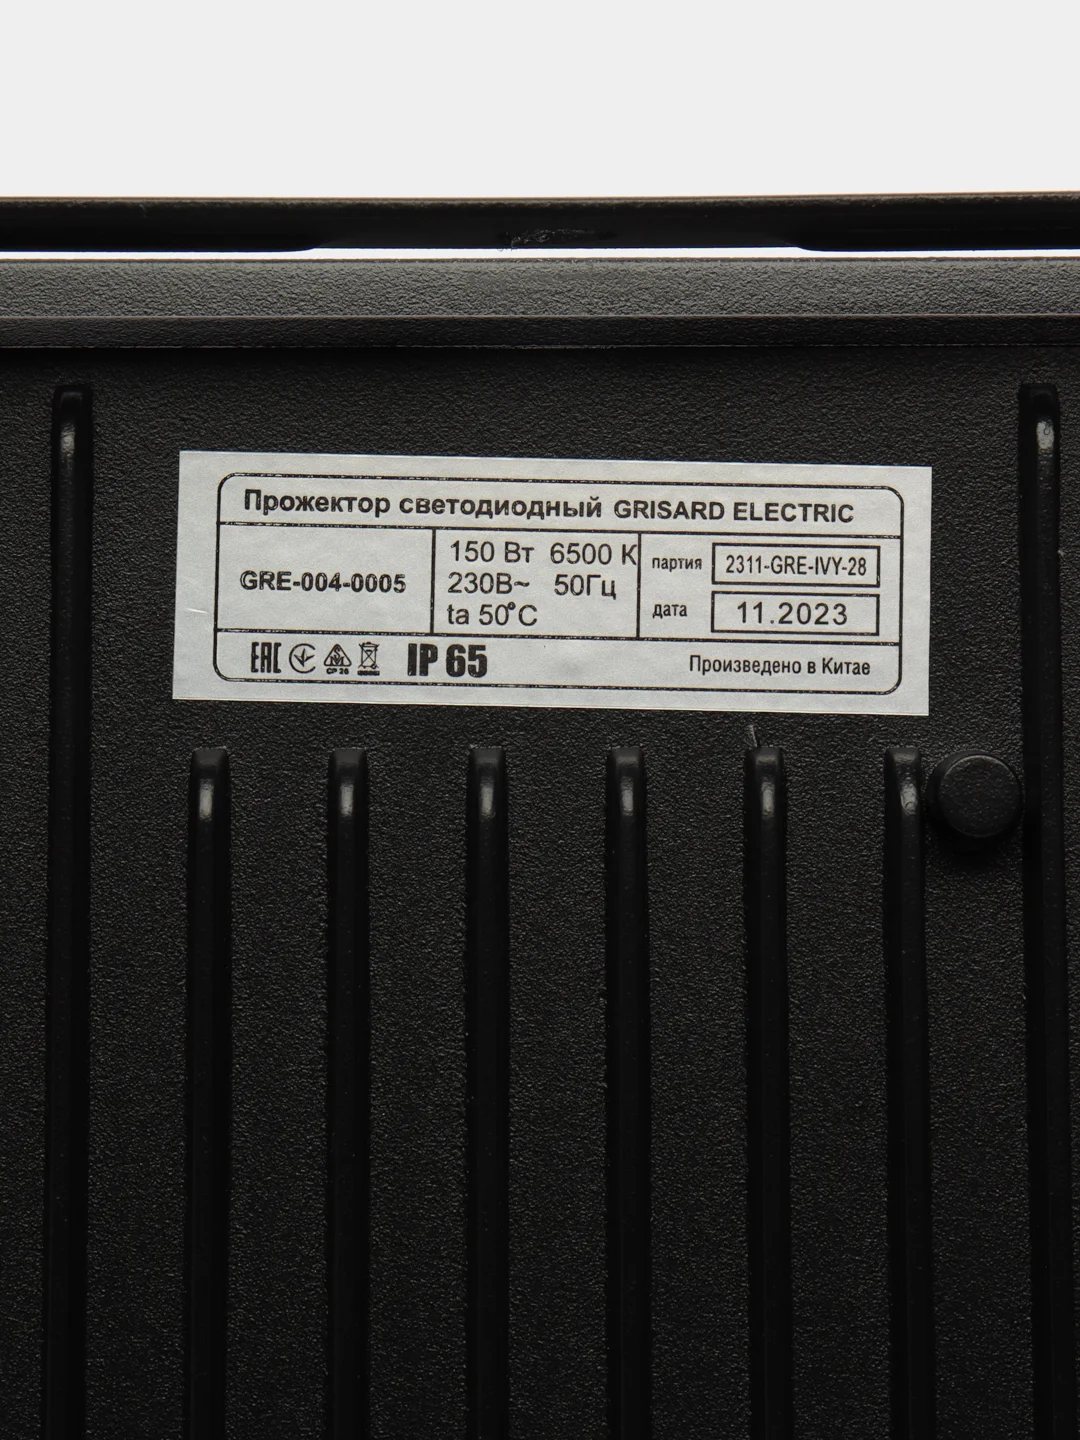 Прожектор светодиодный GRISARD ELECTRIC
GRE-004-0005
150 Вт 6500 К
230В~ 50Гц
ta 50°C
партия 2311-GRE-IVY-28
дата 11.2023
EAC IP 65
Произведено в Китае